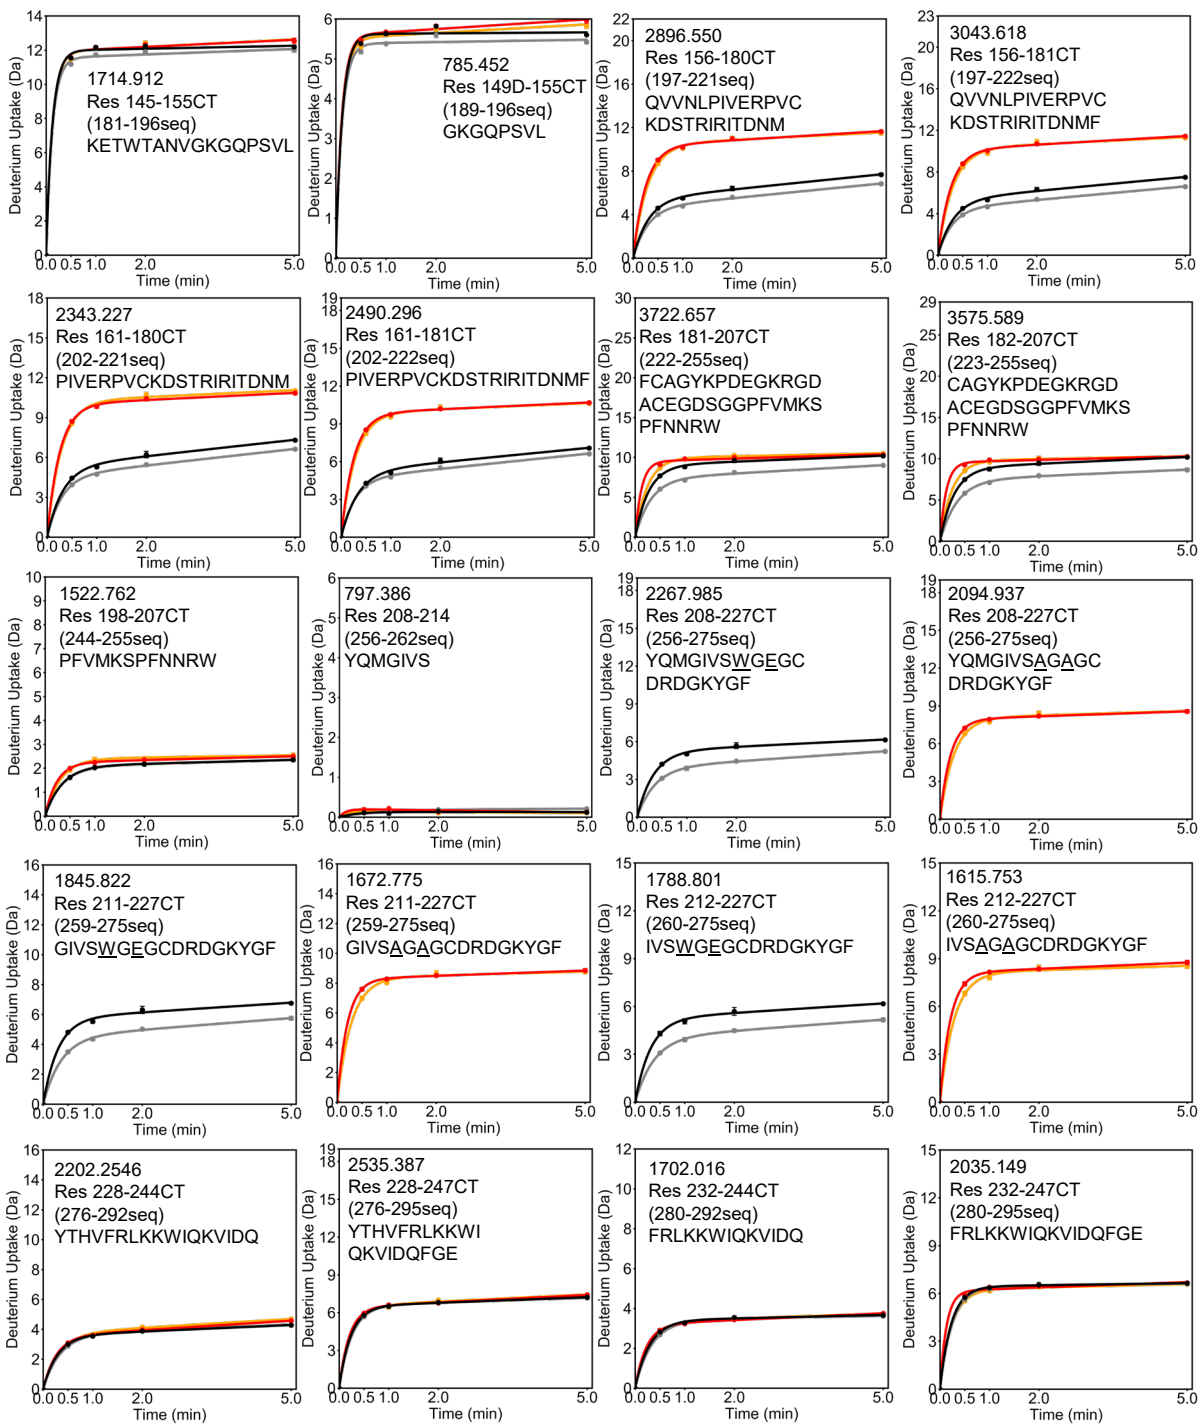 Deuterium Uptake (Da)
14
12
10
8
6
4
2
0
1714.912
Res 145-155CT
(181-196seq)
KETWTANVGKGQPSVL
0.0 0.5 1.0 2.0 5.0
Time (min)
Deuterium Uptake (Da)
6
5
4
3
2
1
0
785.452
Res 149D-155CT
(189-196seq)
GKGQPSVL
0.0 0.5 1.0 2.0 5.0
Time (min)
Deuterium Uptake (Da)
22
20
16
12
8
4
0
2896.550
Res 156-180CT
(197-221seq)
QVVNLPIVERPVC
KDSTRIRITDNM
0.0 0.5 1.0 2.0 5.0
Time (min)
Deuterium Uptake (Da)
23
20
16
12
8
4
0
3043.618
Res 156-181CT
(197-222seq)
QVVNLPIVERPVC
KDSTRIRITDNMF
0.0 0.5 1.0 2.0 5.0
Time (min)
Deuterium Uptake (Da)
18
15
12
9
6
3
0
2343.227
Res 161-180CT
(202-221seq)
PIVERPVCKDSTRIRITDNM
0.0 0.5 1.0 2.0 5.0
Time (min)
Deuterium Uptake (Da)
19
18
15
12
9
6
3
0
2490.296
Res 161-181CT
(202-222seq)
PIVERPVCKDSTRIRITDNMF
0.0 0.5 1.0 2.0 5.0
Time (min)
Deuterium Uptake (Da)
30
25
20
15
10
5
0
3722.657
Res 181-207CT
(222-255seq)
FCAGYKPDEGKRGD
ACEGDSGGPFVMKS
PFNNRW
0.0 0.5 1.0 2.0 5.0
Time (min)
Deuterium Uptake (Da)
29
25
20
15
10
5
0
3575.589
Res 182-207CT
(223-255seq)
CAGYKPDEGKRGD
ACEGDSGGPFVMKS
PFNNRW
0.0 0.5 1.0 2.0 5.0
Time (min)
Deuterium Uptake (Da)
10
9
8
7
6
5
4
3
2
1
0
1522.762
Res 198-207CT
(244-255seq)
PFVMKSPFNNRW
0.0 0.5 1.0 2.0 5.0
Time (min)
Deuterium Uptake (Da)
6
5
4
3
2
1
0
797.386
Res 208-214
(256-262seq)
YQMGIVS
0.0 0.5 1.0 2.0 5.0
Time (min)
Deuterium Uptake (Da)
19
18
15
12
9
6
3
0
2267.985
Res 208-227CT
(256-275seq)
YQMGIVSWGEGC
DRDGKYGF
0.0 0.5 1.0 2.0 5.0
Time (min)
Deuterium Uptake (Da)
19
18
15
12
9
6
3
0
2094.937
Res 208-227CT
(256-275seq)
YQMGIVSAGAGC
DRDGKYGF
0.0 0.5 1.0 2.0 5.0
Time (min)
Deuterium Uptake (Da)
16
14
12
10
8
6
4
2
0
1845.822
Res 211-227CT
(259-275seq)
GIVSWGEGCDRDGKYGF
0.0 0.5 1.0 2.0 5.0
Time (min)
Deuterium Uptake (Da)
16
14
12
10
8
6
4
2
0
1672.775
Res 211-227CT
(259-275seq)
GIVSAGAGCDRDGKYGF
0.0 0.5 1.0 2.0 5.0
Time (min)
Deuterium Uptake (Da)
15
12
9
6
3
0
1788.801
Res 212-227CT
(260-275seq)
IVSWGEGCDRDGKYGF
0.0 0.5 1.0 2.0 5.0
Time (min)
Deuterium Uptake (Da)
15
12
9
6
3
0
1615.753
Res 212-227CT
(260-275seq)
IVSAGAGCDRDGKYGF
0.0 0.5 1.0 2.0 5.0
Time (min)
Deuterium Uptake (Da)
16
14
12
10
8
6
4
2
0
2202.2546
Res 228-244CT
(276-292seq)
YTHVFRLKKWIQKVIDQ
0.0 0.5 1.0 2.0 5.0
Time (min)
Deuterium Uptake (Da)
19
18
15
13
9
6
3
0
2535.387
Res 228-247CT
(276-295seq)
YTHVFRLKKWI
QKVIDQFGE
0.0 0.5 1.0 2.0 5.0
Time (min)
Deuterium Uptake (Da)
12
10
8
6
4
2
0
1702.016
Res 232-244CT
(280-292seq)
FRLKKWIQKVIDQ
0.0 0.5 1.0 2.0 5.0
Time (min)
Deuterium Uptake (Da)
15
12
9
6
3
0
2035.149
Res 232-247CT
(280-295seq)
FRLKKWIQKVIDQFGE
0.0 0.5 1.0 2.0 5.0
Time (min)